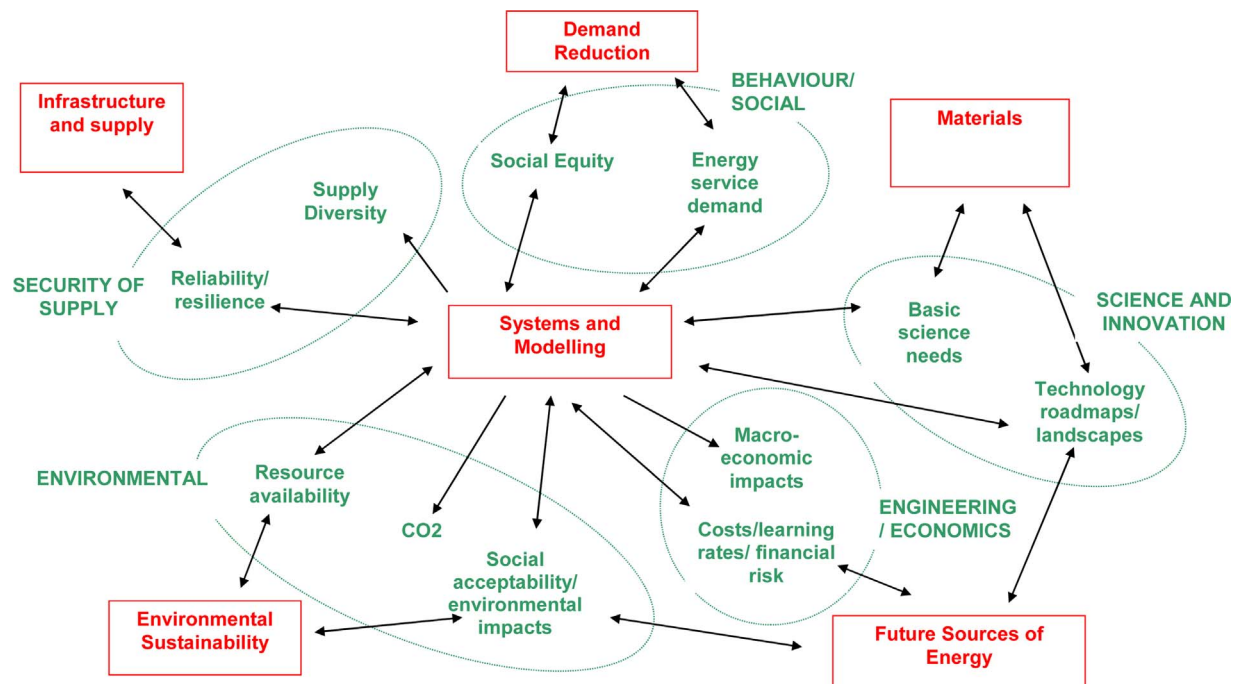 Demand
Reduction
BEHAVIOUR/
SOCIAL
Infrastructure
and supply
Materials
Social Equity
Energy
service
demand
Supply
Diversity
SECURITY OF
SUPPLY
Reliability/
resilience
Systems and
Modelling
Basic
science
needs
SCIENCE AND
INNOVATION
Technology
roadmaps/
landscapes
ENVIRONMENTAL
Resource
availability
CO2
Social
acceptability/
environmental
impacts
Macro-
economic
impacts
Costs/learning
rates/ financial
risk
ENGINEERING
/ ECONOMICS
Environmental
Sustainability
Future Sources of
Energy